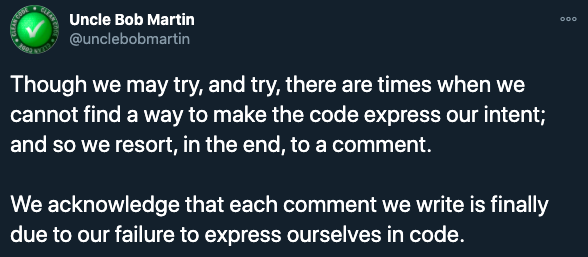 Uncle Bob Martin
@unclebobmartin
Though we may try, and try, there are times when we
cannot find a way to make the code express our intent;
and so we resort, in the end, to a comment.
We acknowledge that each comment we write is finally
due to our failure to express ourselves in code.